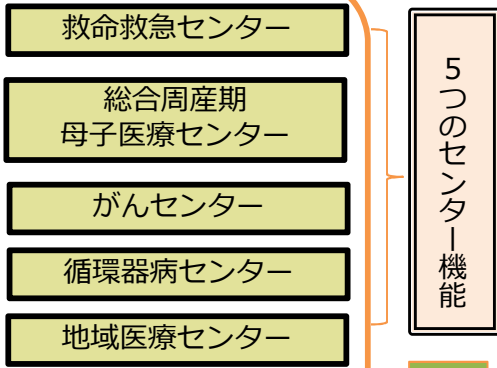 救命救急センター
総合周産期
母子医療センター
がんセンター
循環器病センター
地域医療センター
5つのセンター機能